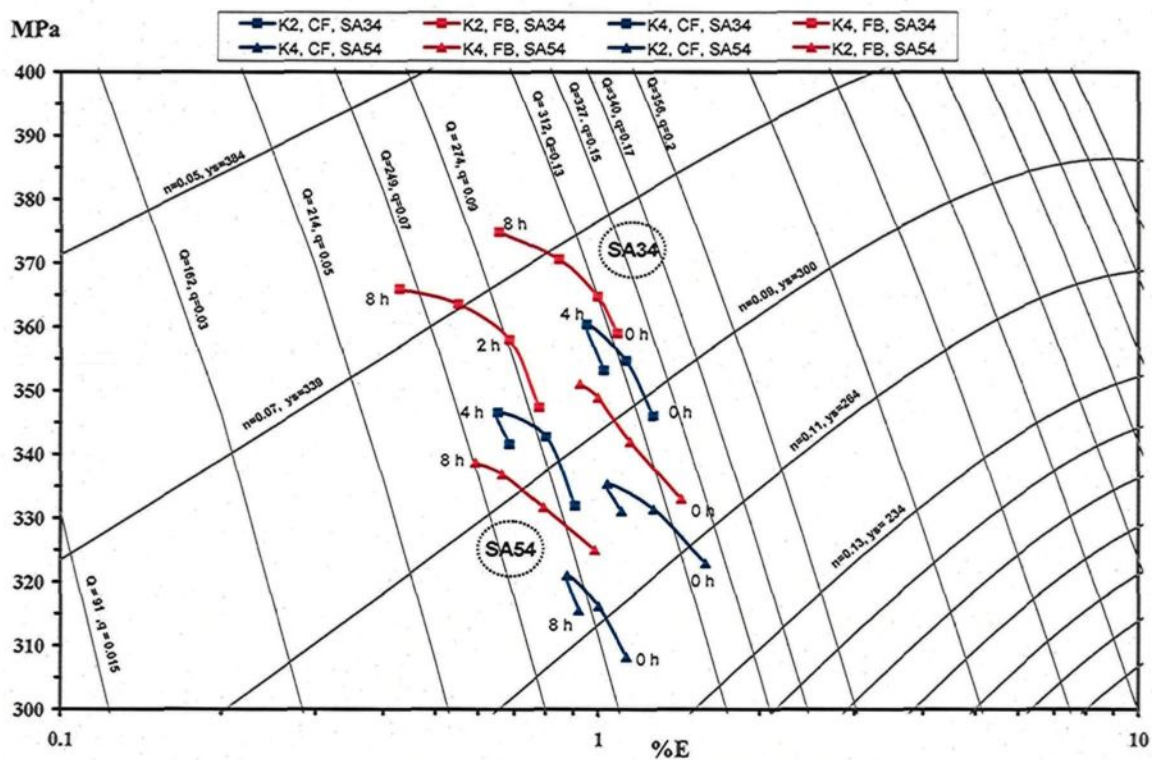 K2, CF, SA34 K2, FB, SA34 K4, CF, SA34 K4, FB, SA34
K4, CF, SA54 K4, FB, SA54 K2, CF, SA54 K2, FB, SA54
MPa
400
390
380
370
360
350
340
330
320
310
300
n=0.05, ys=384
n=0.07, ys=339
n=0.09, ys=300
n=0.11, ys=264
n=0.13, ys= 234
Q= 91 ,q= 0.015
Q=162, q=0.03
Q= 214, q=0.05
Q=249, q=0.07
Q = 274, q= 0.09
Q= 312, Q=0.13
Q=327. q=0.15
Q=340, q=0.17
Q=356, q=0.2
8 h
SA34
8 h
4 h
0 h
2 h
4 h
0 h
8 h
0 h
SA54
0 h
8 h
0 h
0.1
1
%E
10